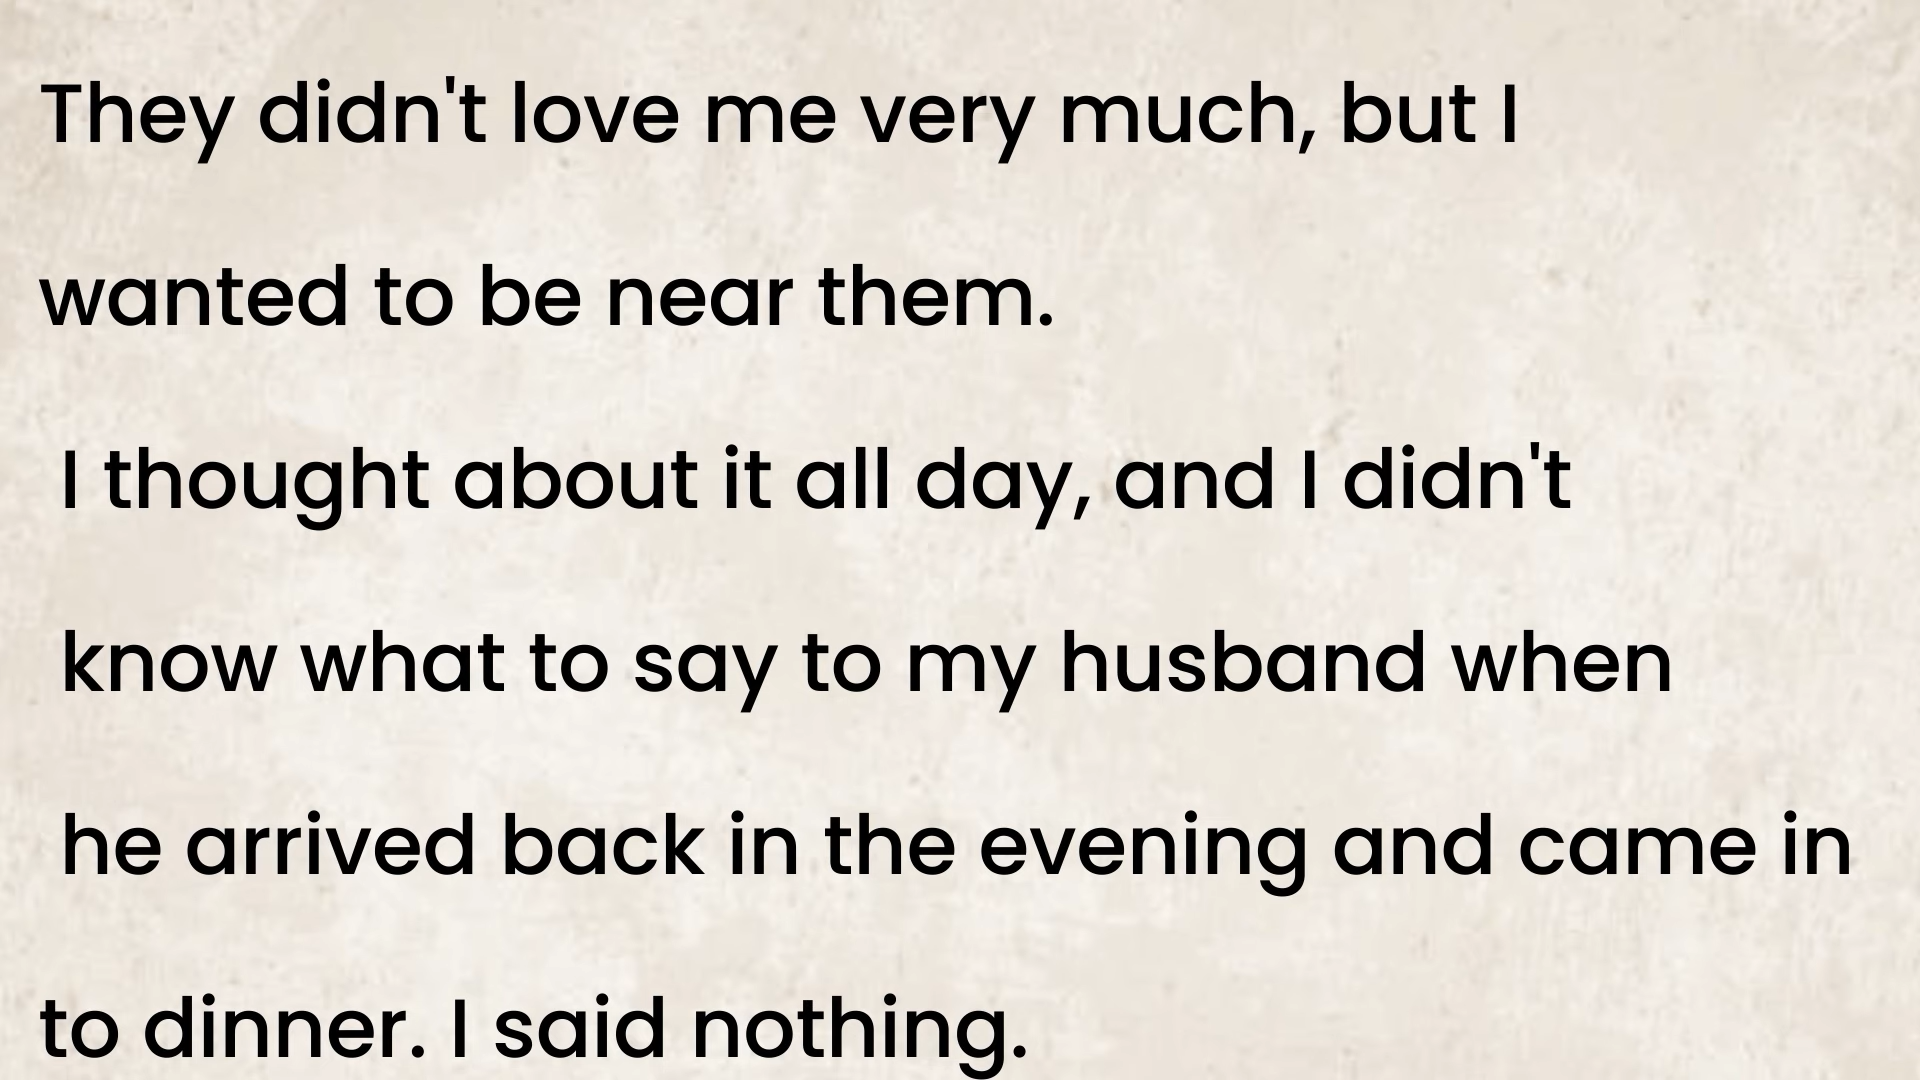 They didn't love me very much, but I
wanted to be near them.
I thought about it all day, and I didn't
know what to say to my husband when
he arrived back in the evening and came in
to dinner. I said nothing.